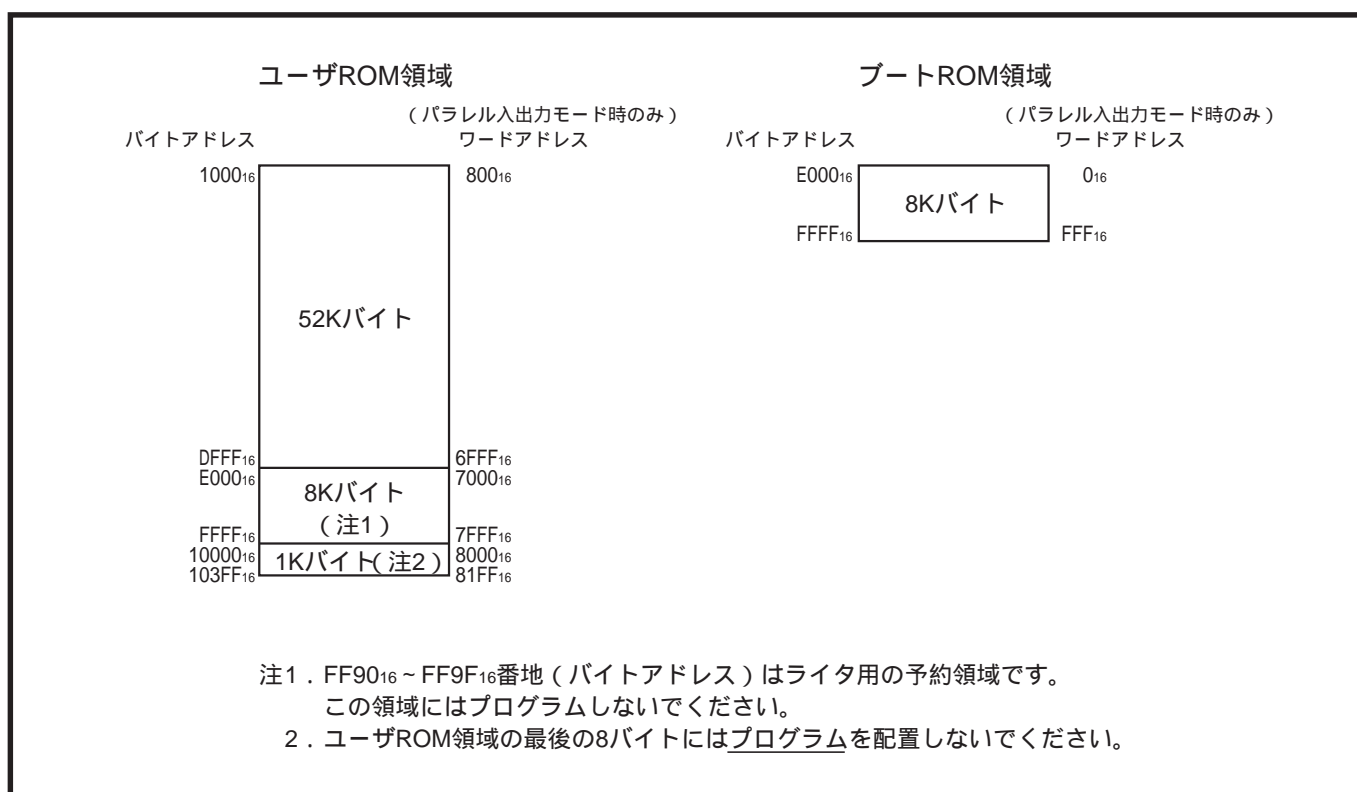 ユーザROM領域
(パラレル入出力モード時のみ)
バイトアドレス
ワードアドレス
1000₁₆
800₁₆
52Kバイト
DFFF₁₆
6FFF₁₆
E000₁₆
7000₁₆
8Kバイト
(注1)
FFFF₁₆
7FFF₁₆
10000₁₆
1Kバイト(注2)
8000₁₆
103FF₁₆
81FF₁₆
ブートROM領域
(パラレル入出力モード時のみ)
バイトアドレス
ワードアドレス
E000₁₆
0₁₆
8Kバイト
FFFF₁₆
FFF₁₆
注1.FF90₁₆~FF9F₁₆番地(バイトアドレス)はライタ用の予約領域です。
この領域にはプログラムしないでください。
2.ユーザROM領域の最後の8バイトにはプログラムを配置しないでください。